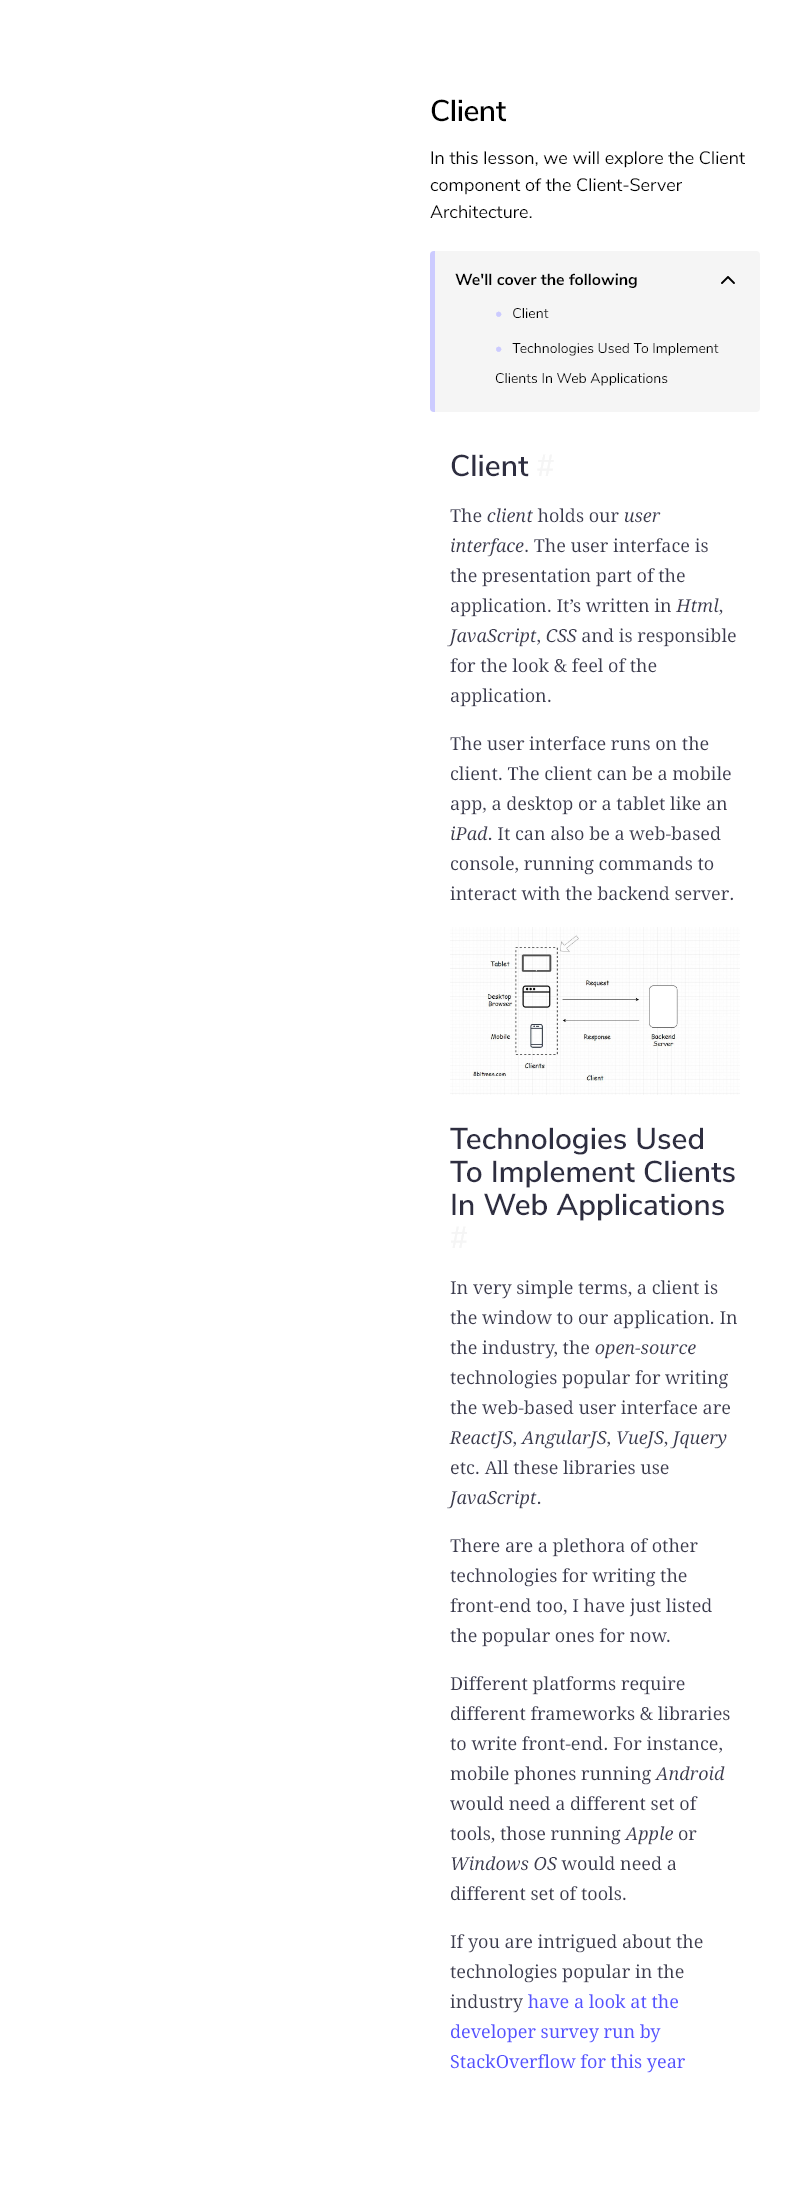 Client
In this lesson, we will explore the Client
component of the Client-Server
Architecture.
We'll cover the following
• Client
• Technologies Used To Implement
Clients In Web Applications
Client #
The client holds our user
interface. The user interface is
the presentation part of the
application. It’s written in Html,
JavaScript, CSS and is responsible
for the look & feel of the
application.
The user interface runs on the
client. The client can be a mobile
app, a desktop or a tablet like an
iPad. It can also be a web-based
console, running commands to
interact with the backend server.
Tablet
Desktop
Browser
Mobile
Clients
Request
Response
Backend
Server
8bitmen.com
Client
Technologies Used
To Implement Clients
In Web Applications
#
In very simple terms, a client is
the window to our application. In
the industry, the open-source
technologies popular for writing
the web-based user interface are
ReactJS, AngularJS, VueJS, Jquery
etc. All these libraries use
JavaScript.
There are a plethora of other
technologies for writing the
front-end too, I have just listed
the popular ones for now.
Different platforms require
different frameworks & libraries
to write front-end. For instance,
mobile phones running Android
would need a different set of
tools, those running Apple or
Windows OS would need a
different set of tools.
If you are intrigued about the
technologies popular in the
industry have a look at the
developer survey run by
StackOverflow for this year